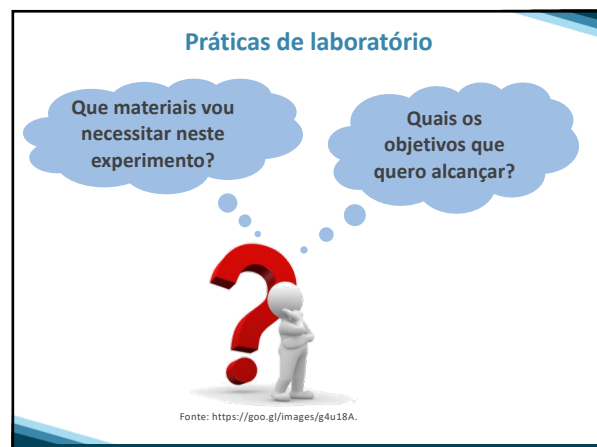 Práticas de laboratório
Que materiais vou
necessitar neste
experimento?
Quais os
objetivos que
quero alcançar?
Fonte: https://goo.gl/images/g4u18A.